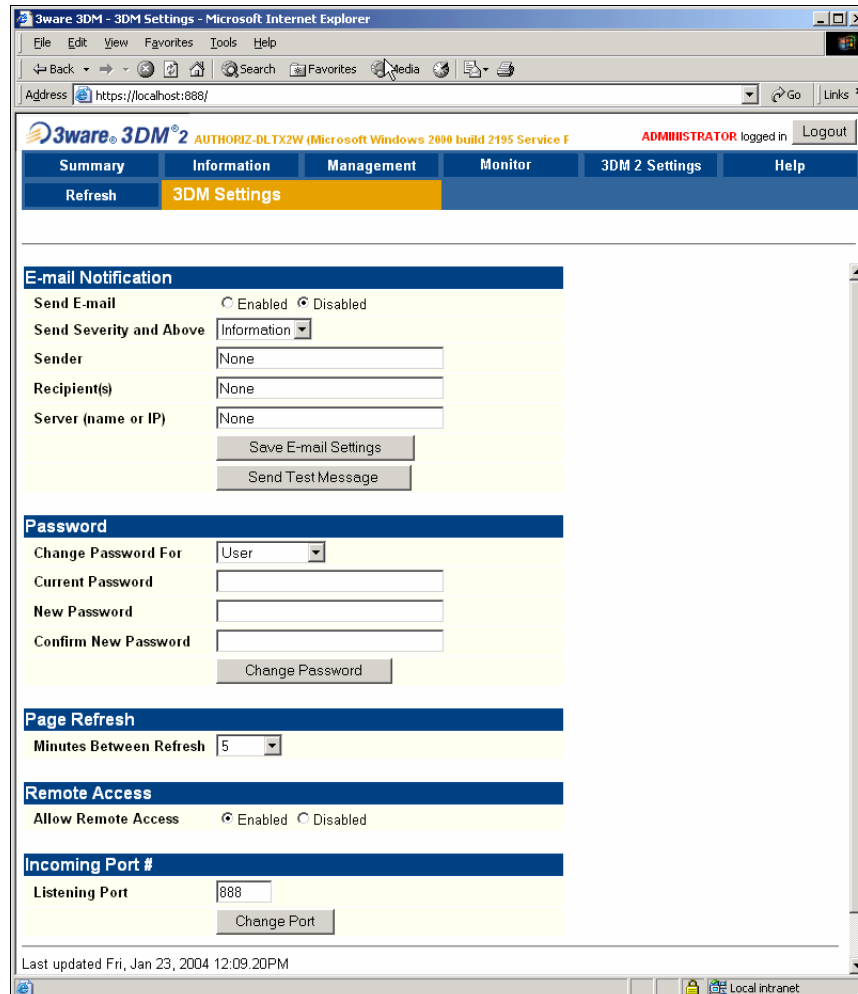 3ware 3DM - 3DM Settings - Microsoft Internet Explorer
File Edit View Favorites Tools Help
Back Search Favorites Media
Address https://localhost:888/ Go Links
3ware® 3DM®2 AUTHORIZ-DLTX2W (Microsoft Windows 2000 build 2195 Service P ADMINISTRATOR logged in Logout
Summary Information Management Monitor 3DM 2 Settings Help
Refresh 3DM Settings
E-mail Notification
Send E-mail Enabled Disabled
Send Severity and Above Information
Sender None
Recipient(s) None
Server (name or IP) None
Save E-mail Settings
Send Test Message
Password
Change Password For User
Current Password
New Password
Confirm New Password
Change Password
Page Refresh
Minutes Between Refresh 5
Remote Access
Allow Remote Access Enabled Disabled
Incoming Port #
Listening Port 888
Change Port
Last updated Fri, Jan 23, 2004 12:09.20PM
Local intranet